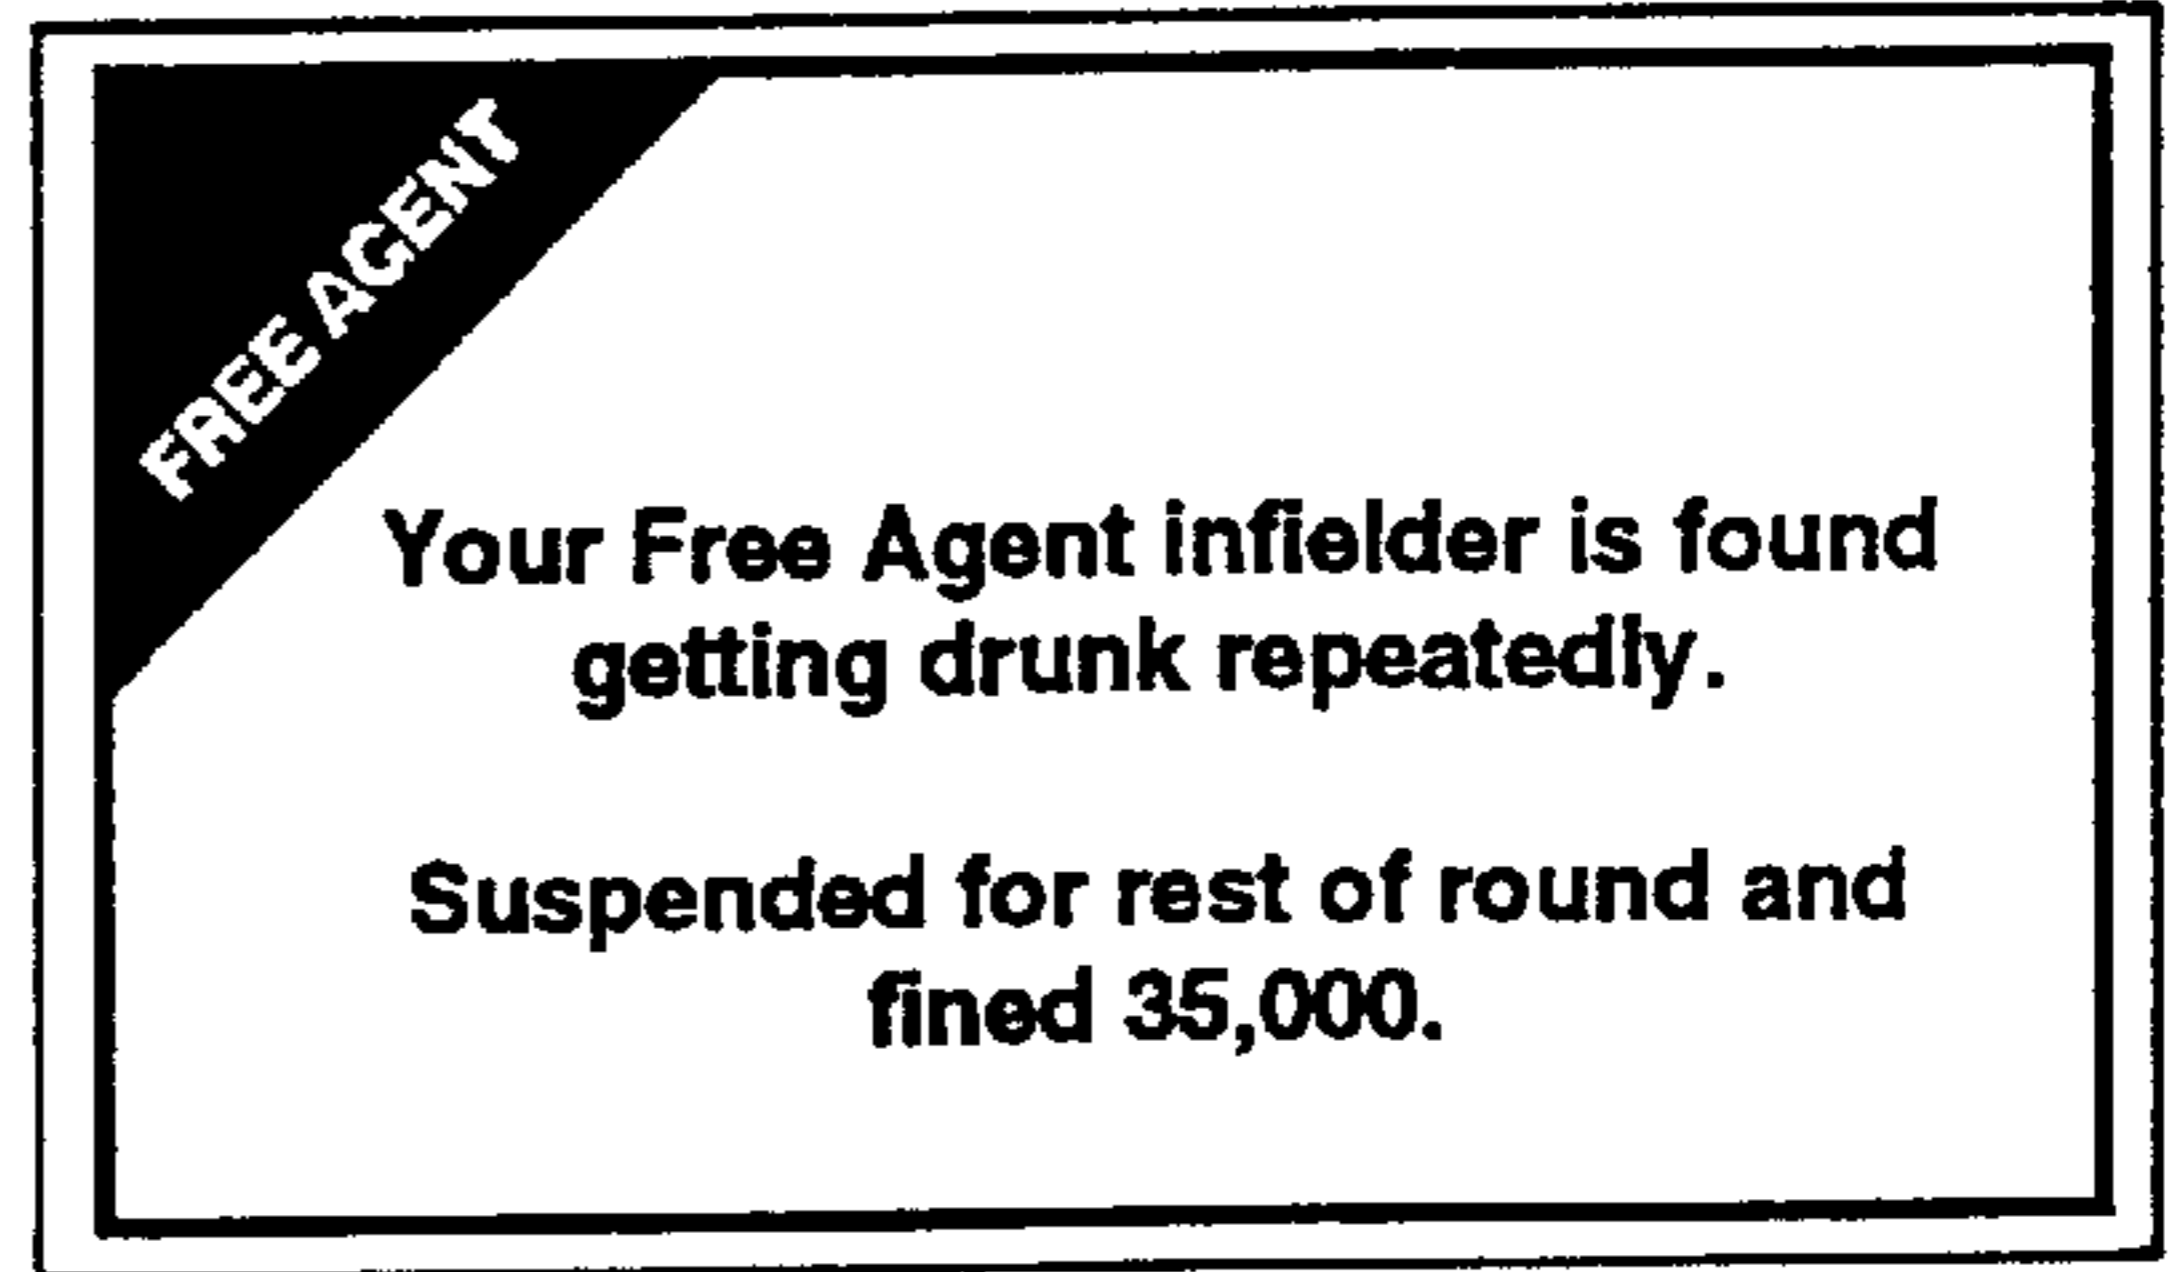 FREE AGENT
Your Free Agent infielder is found
getting drunk repeatedly.
Suspended for rest of round and
fined 35,000.